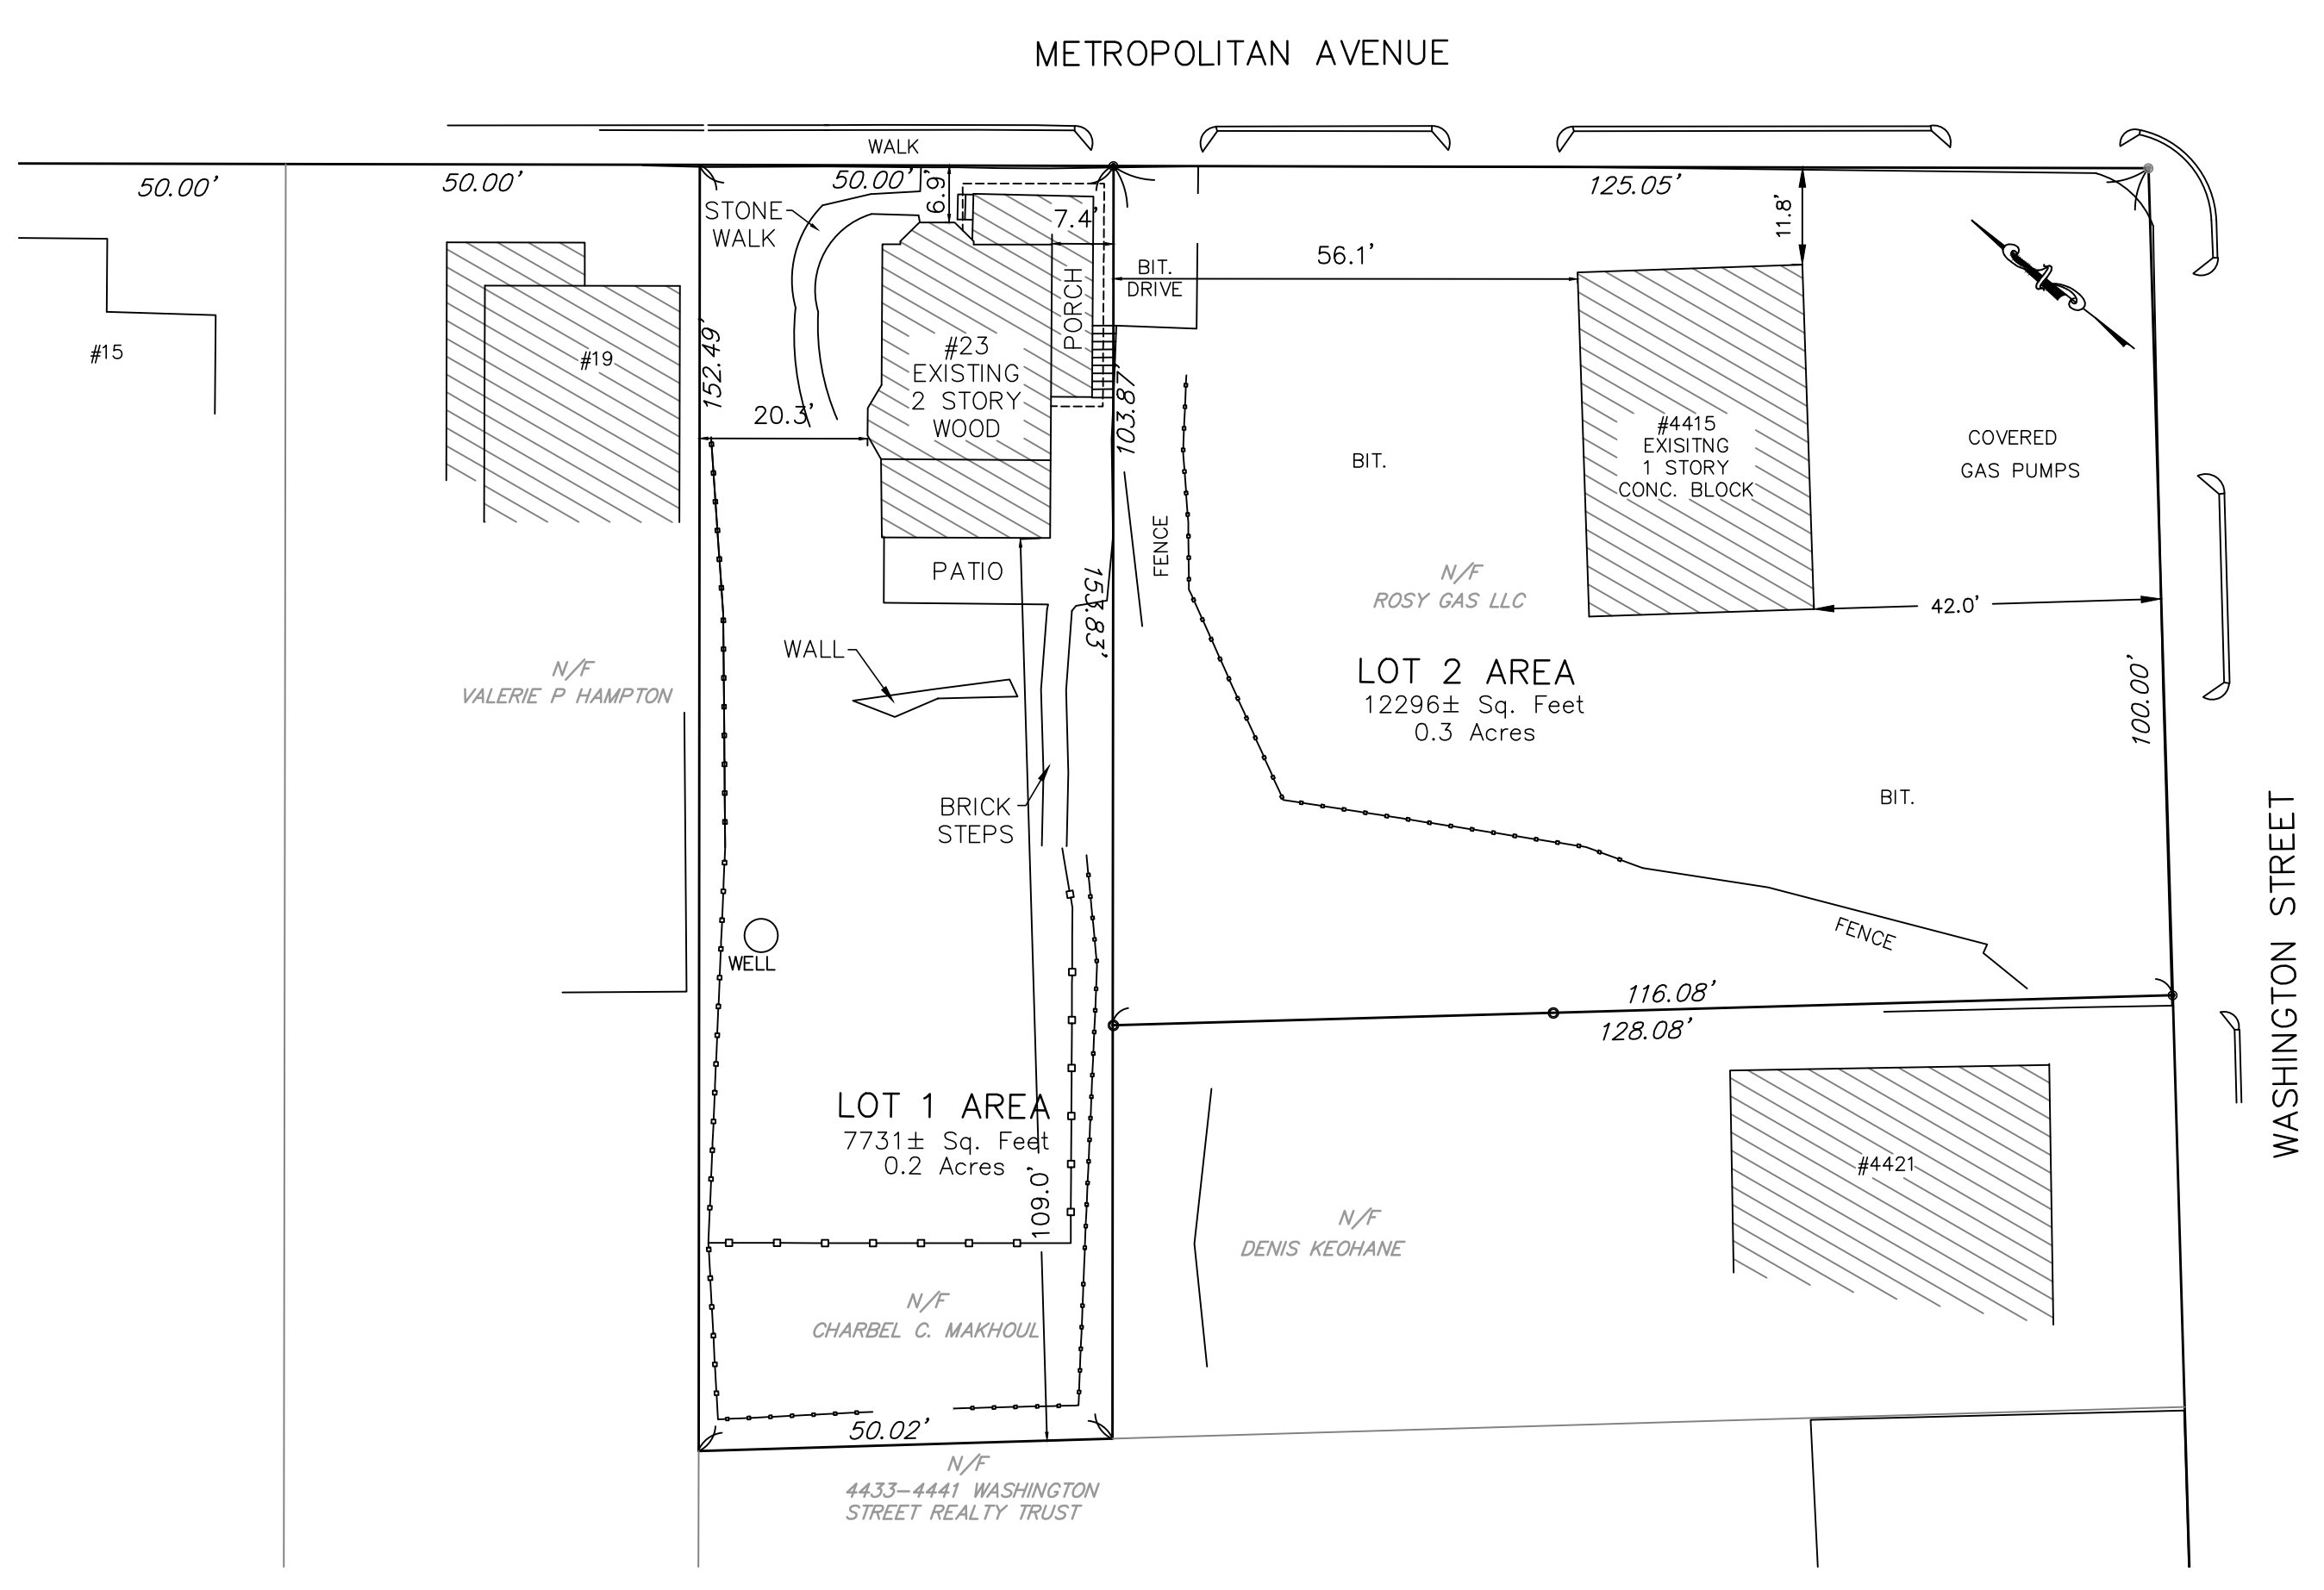 METROPOLITAN AVENUE
WALK
50.00'
50.00'
50.00'
125.05'
6.9'
7.4'
11.8'
STONE
WALK
BIT.
DRIVE
56.1'
PORCH
#15
#19
152.49'
#23
EXISTING
2 STORY
WOOD
20.3'
103.87'
BIT.
#4415
EXISITNG
1 STORY
CONC. BLOCK
COVERED
GAS PUMPS
FENCE
PATIO
153.83'
N/F
ROSY GAS LLC
42.0'
WALL
N/F
VALERIE P HAMPTON
LOT 2 AREA
12296± Sq. Feet
0.3 Acres
100.00'
BRICK
STEPS
BIT.
WASHINGTON STREET
FENCE
WELL
116.08'
128.08'
LOT 1 AREA
7731± Sq. Feet
0.2 Acres
109.0'
#4421
N/F
DENIS KEOHANE
N/F
CHARBEL C. MAKHOUL
50.02'
N/F
4433-4441 WASHINGTON
STREET REALTY TRUST